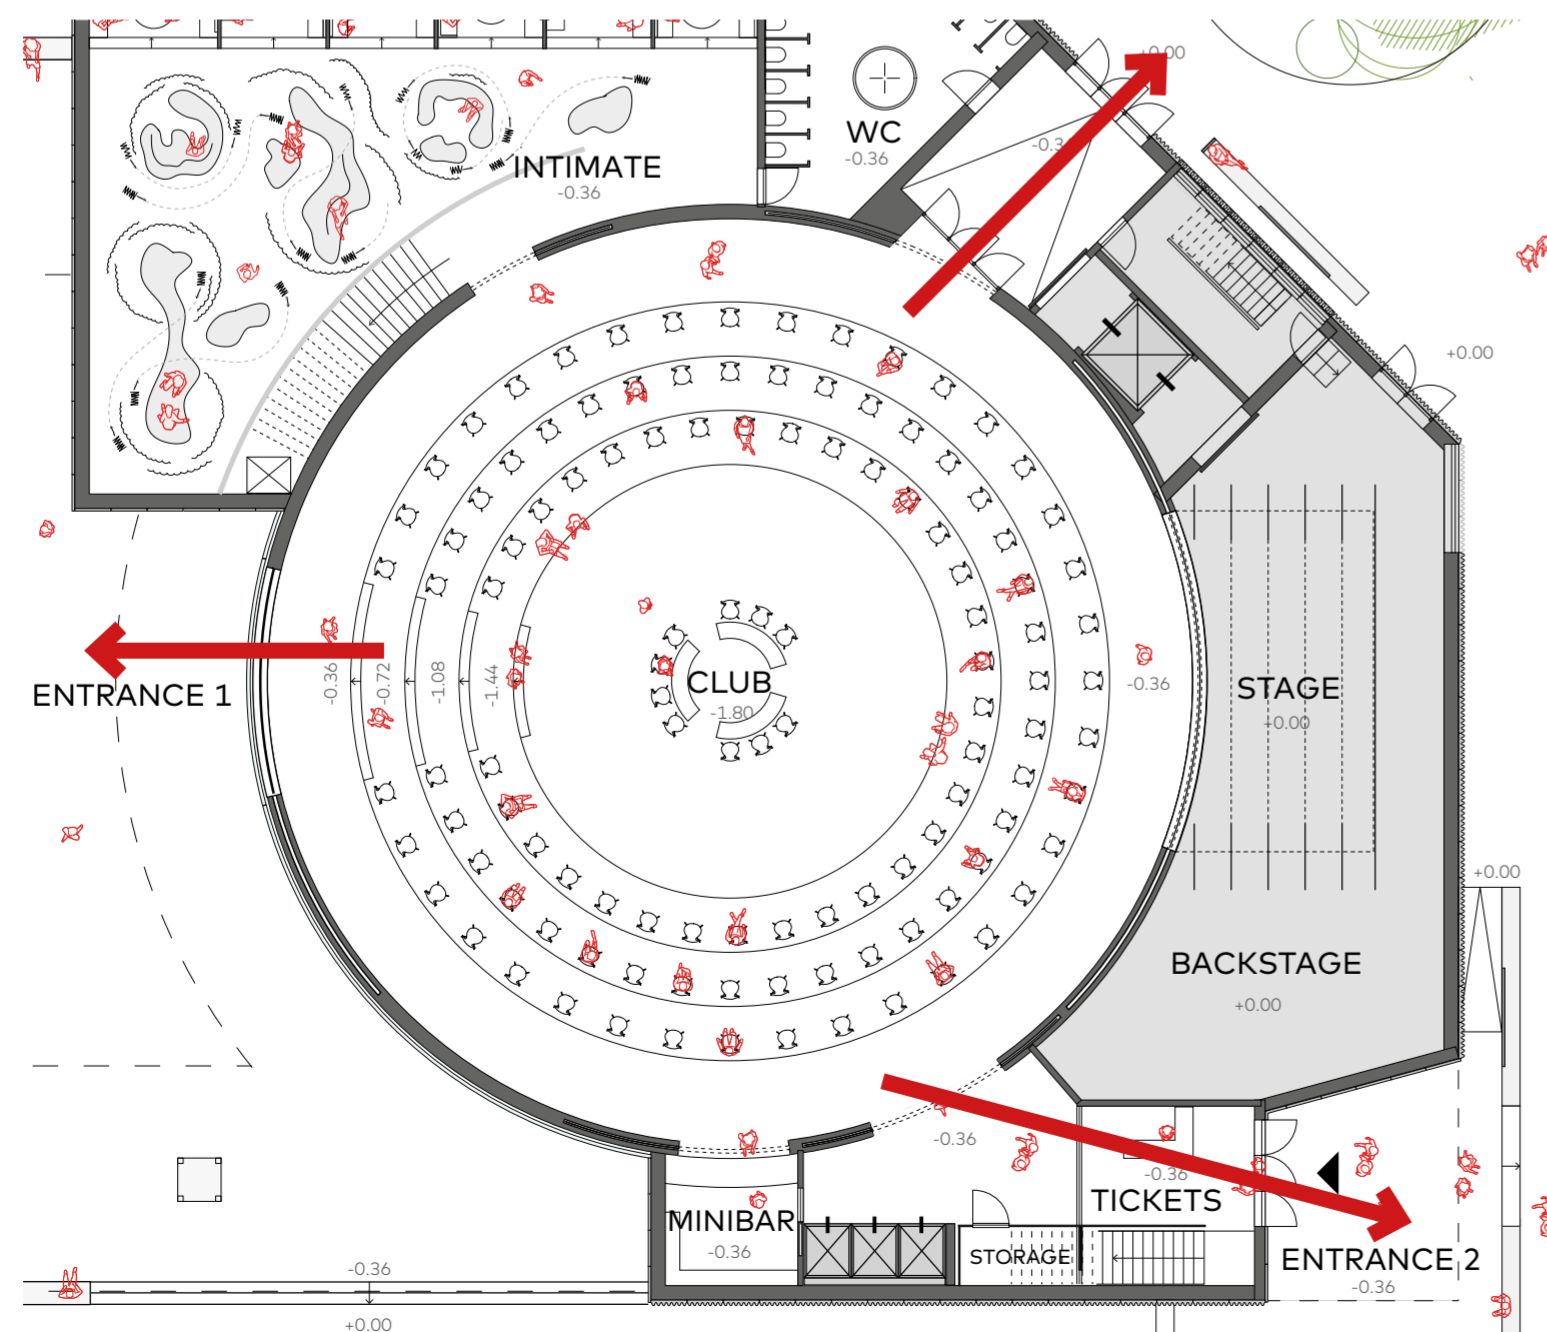 +0.00
WC
-0.36
-0.3
INTIMATE
-0.36
+0.00
-0.36
-0.72
-1.08
-1.44
CLUB
-1.80
-0.36
STAGE
+0.00
ENTRANCE 1
+0.00
BACKSTAGE
+0.00
-0.36
-0.36
TICKETS
MINIBAR
-0.36
STORAGE
ENTRANCE 2
-0.36
-0.36
+0.00